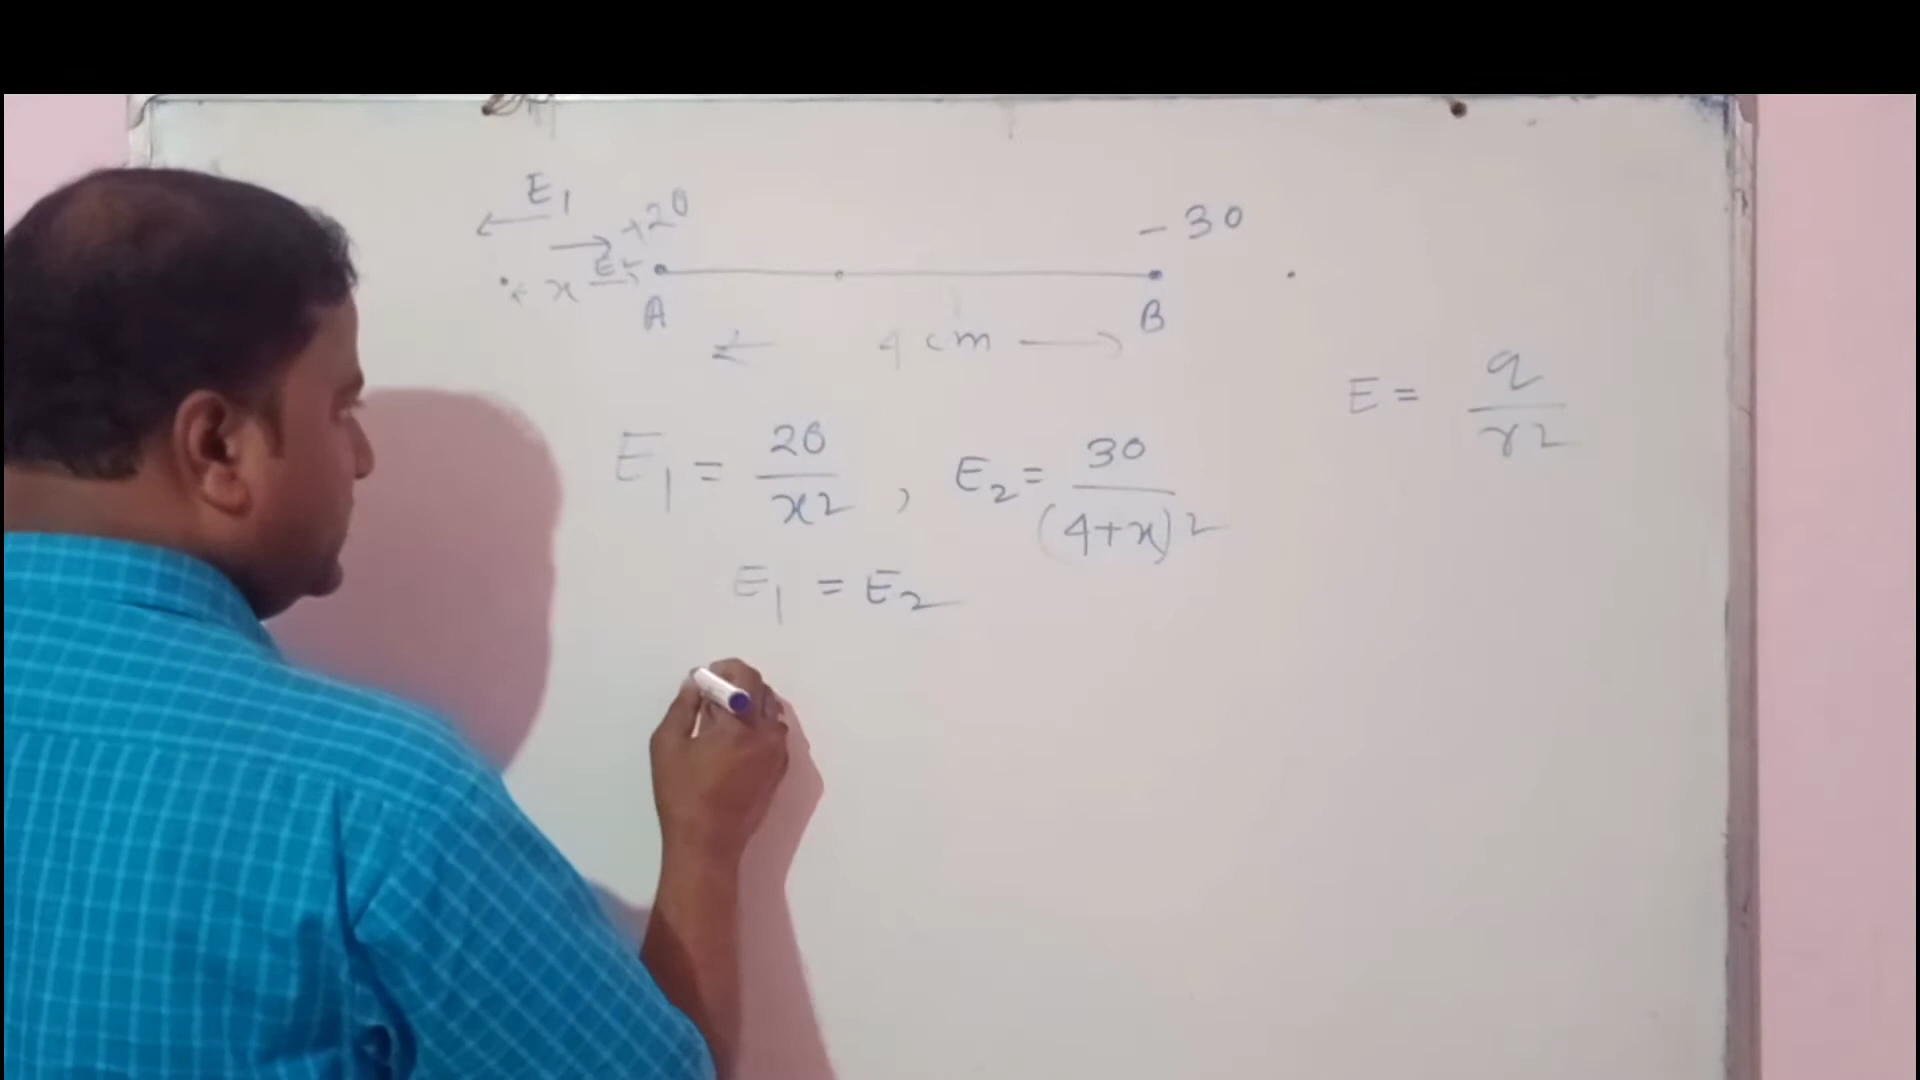 E1
+20
- 30
E2
x
A
B
4 cm
E = q/r2
E1 = 20/x2 , E2 = 30/(4+x)2
E1 = E2